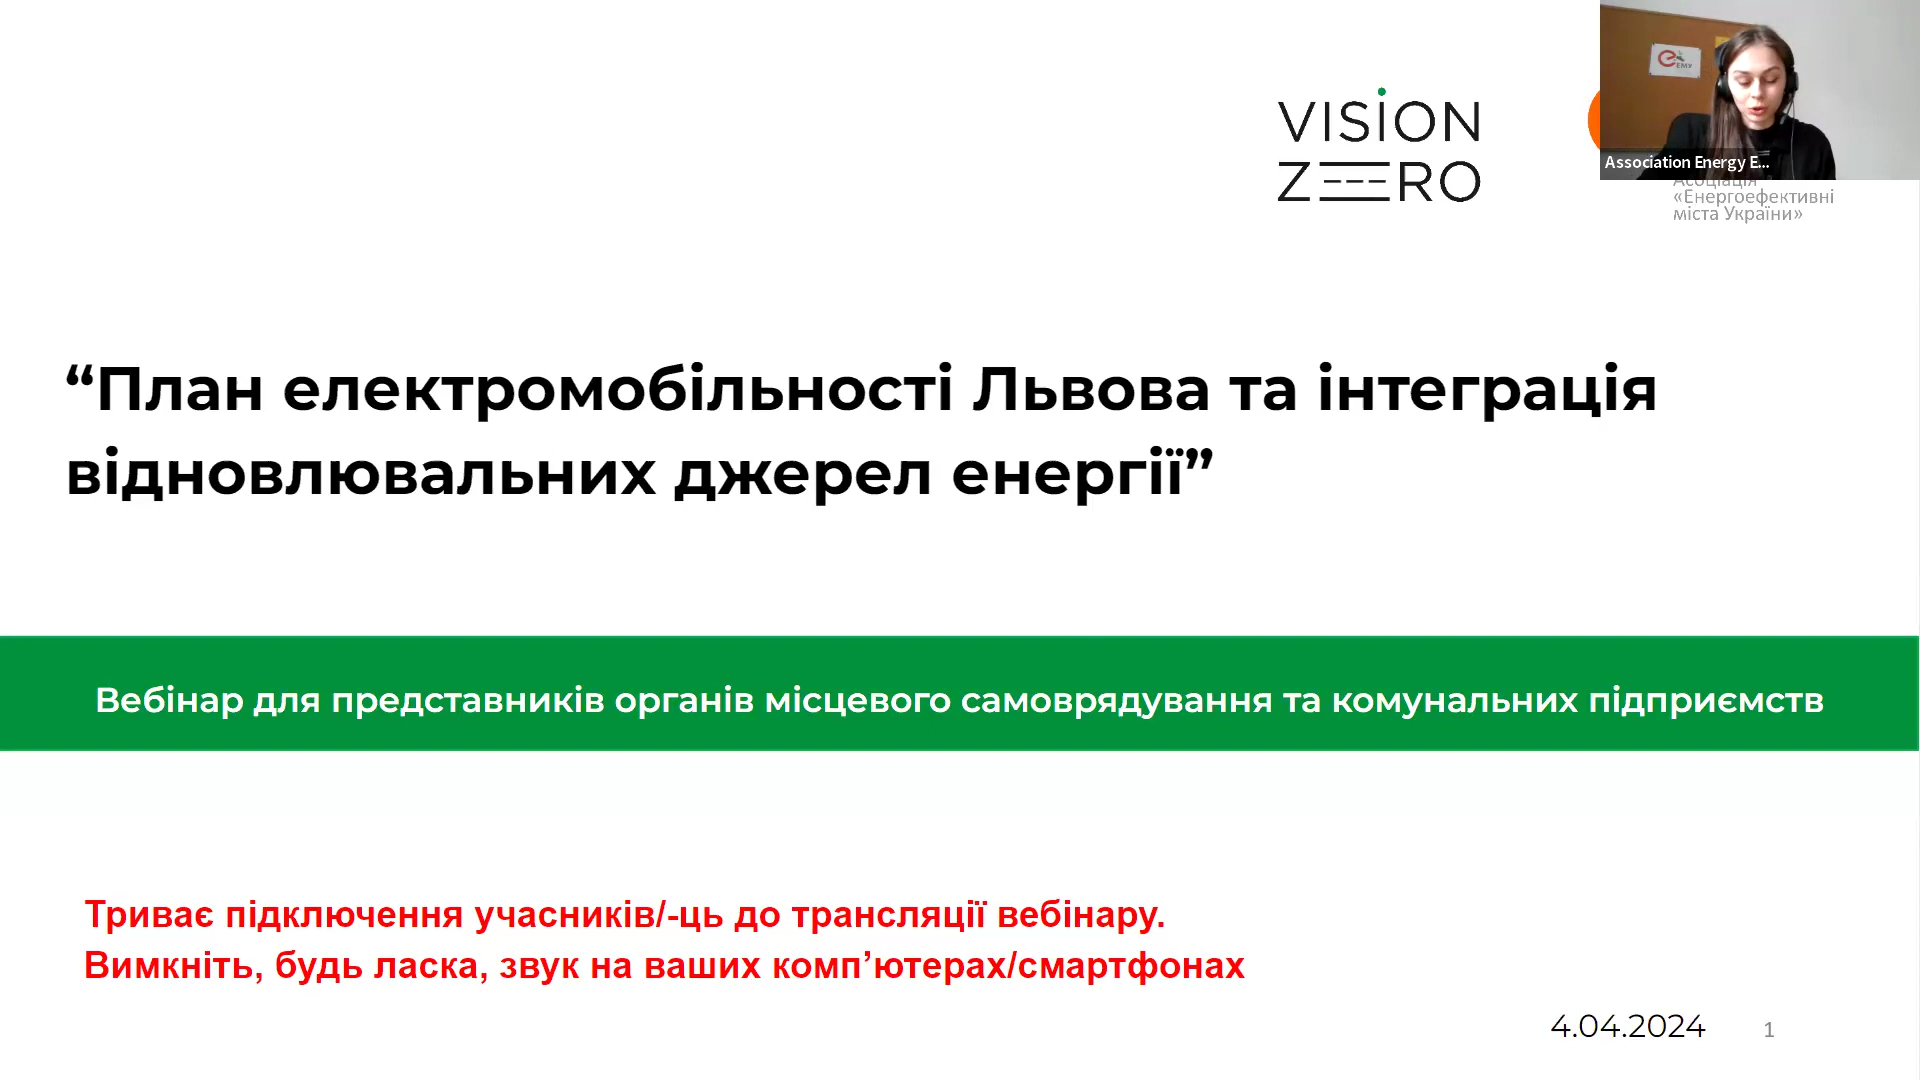 VISION
ZERO
ЕМУ
Association Energy E...
Асоціація
«Енергоефективні
міста України»
“План електромобільності Львова та інтеграція
відновлювальних джерел енергії”
Вебінар для представників органів місцевого самоврядування та комунальних підприємств
Триває підключення учасників/-ць до трансляції вебінару.
Вимкніть, будь ласка, звук на ваших комп’ютерах/смартфонах
4.04.2024
1